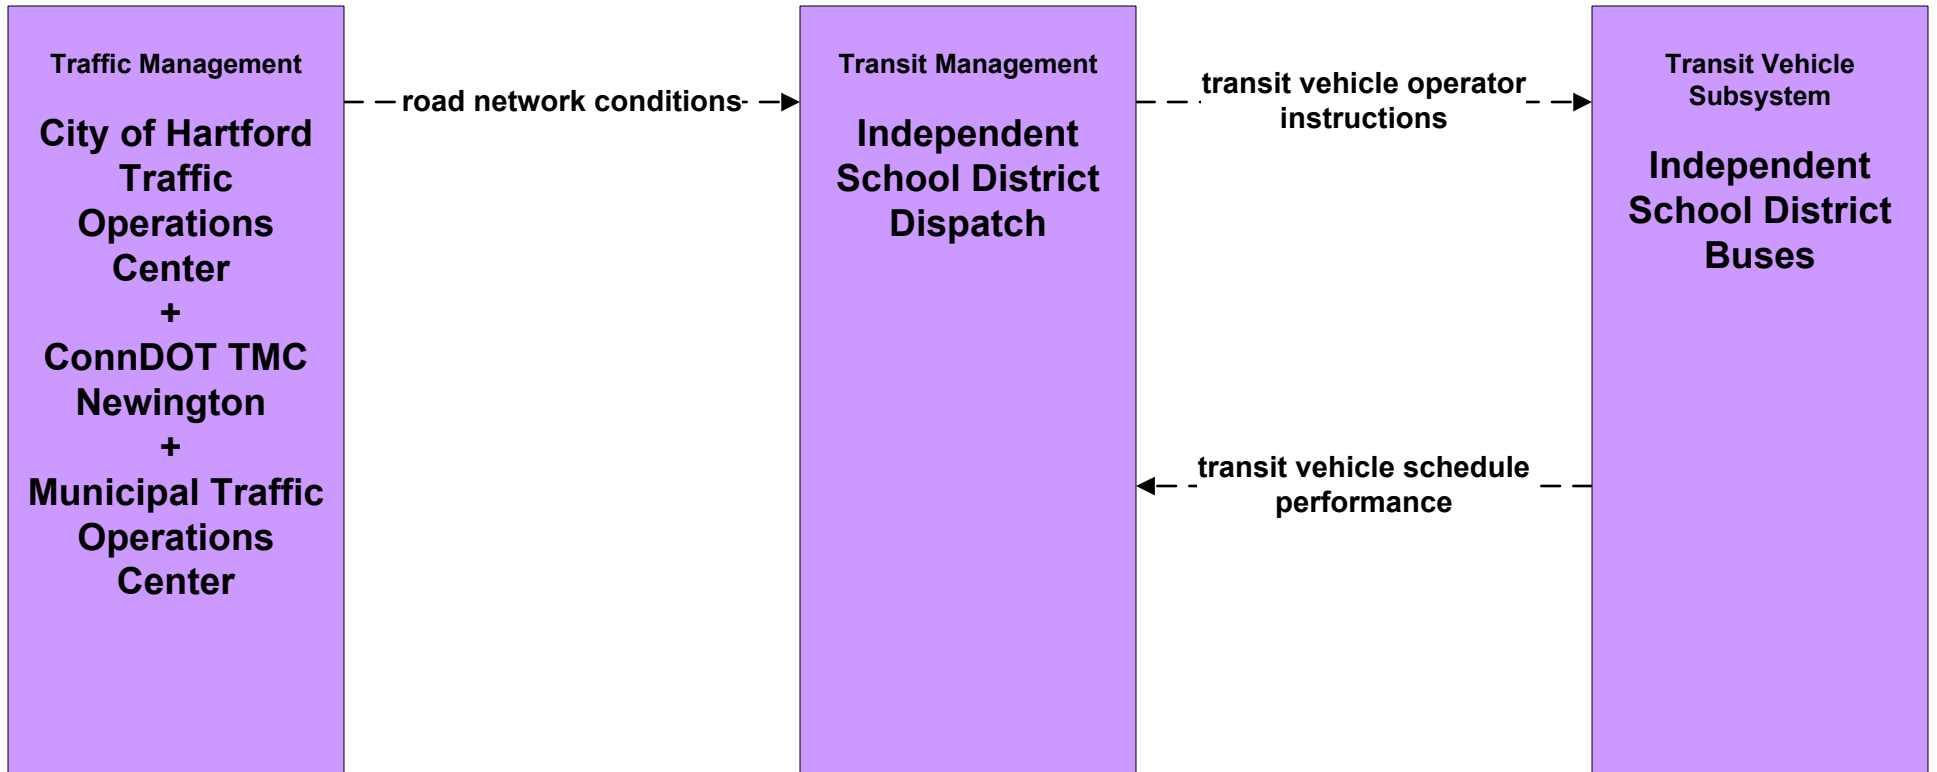 Traffic Management
City of Hartford
Traffic
Operations
Center
+
ConnDOT TMC
Newington
+
Municipal Traffic
Operations
Center
road network conditions
Transit Management
Independent
School District
Dispatch
transit vehicle operator
instructions
transit vehicle schedule
performance
Transit Vehicle
Subsystem
Independent
School District
Buses